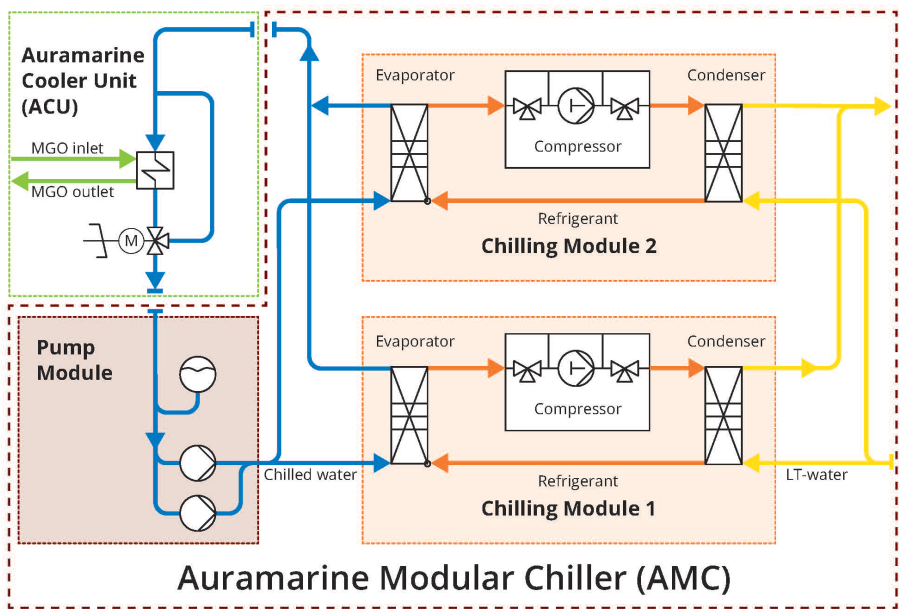 Auramarine
Cooler Unit
(ACU)
MGO inlet
MGO outlet
M
Pump
Module
Evaporator
Condenser
Compressor
Refrigerant
Chilling Module 2
Evaporator
Condenser
Compressor
Refrigerant
Chilling Module 1
Chilled water
LT-water
Auramarine Modular Chiller (AMC)